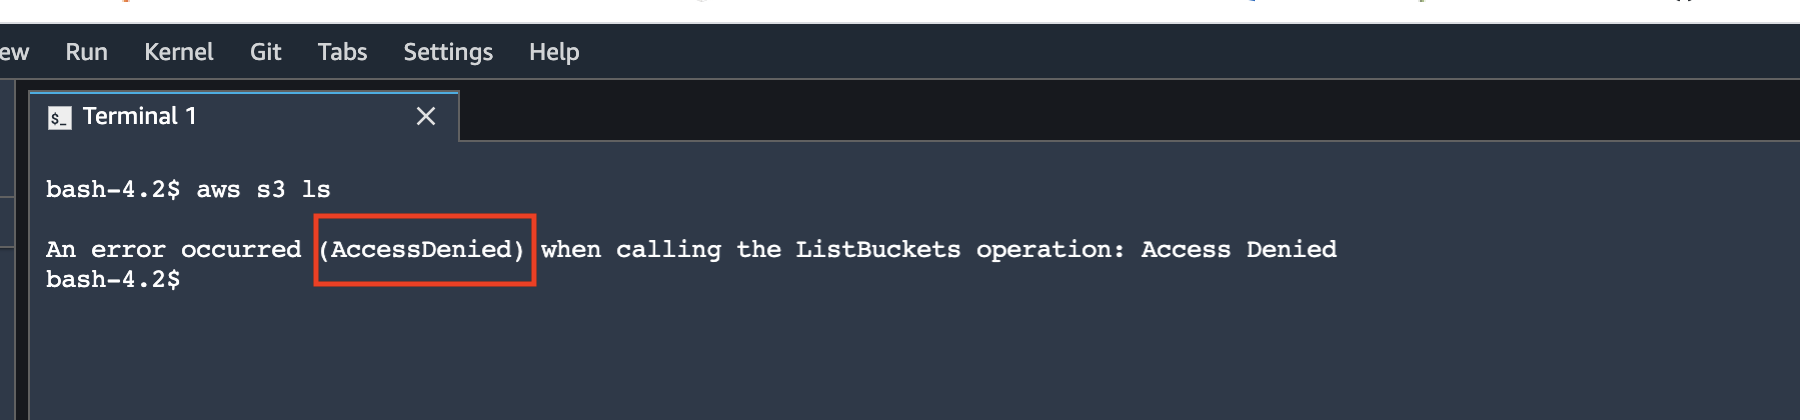 ew Run Kernel Git Tabs Settings Help
$_ Terminal 1
bash-4.2$ aws s3 ls
An error occurred (AccessDenied) when calling the ListBuckets operation: Access Denied
bash-4.2$